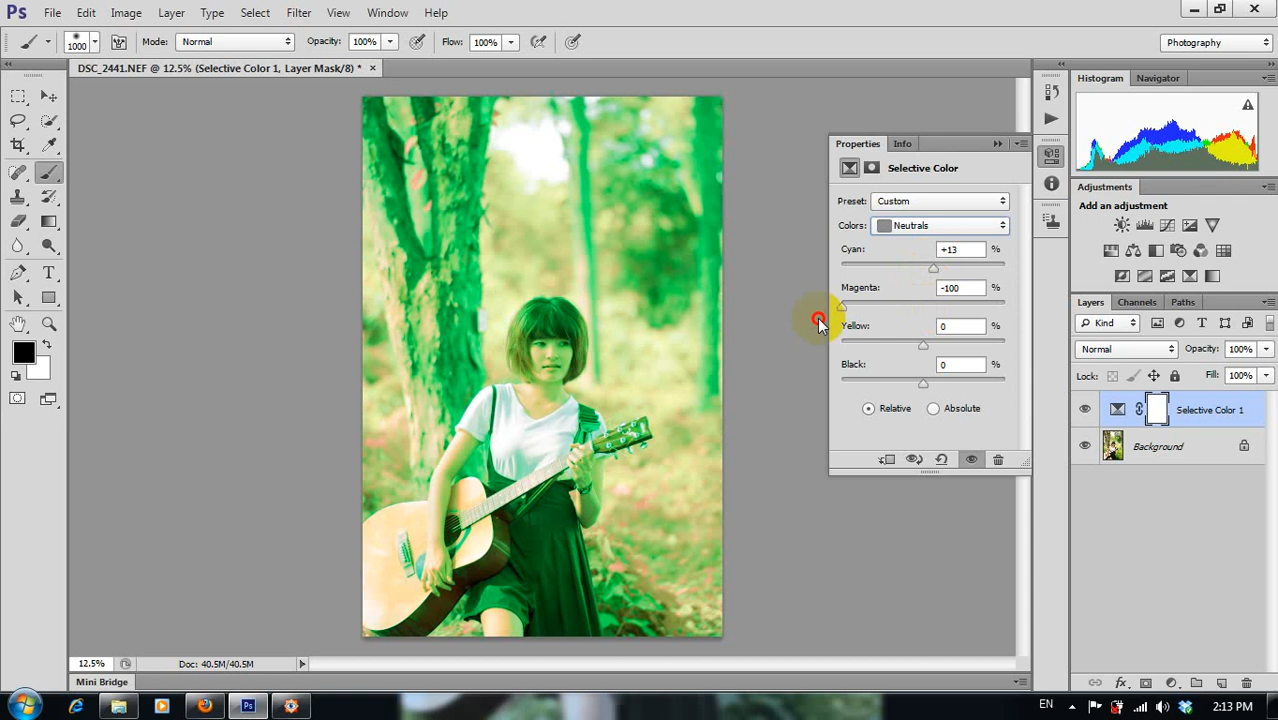 Ps File Edit Image Layer Type Select Filter View Window Help
1000 Mode: Normal Opacity: 100% Flow: 100% Photography
DSC_2441.NEF @ 12.5% (Selective Color 1, Layer Mask/8) * ×
Histogram Navigator
Properties Info
Selective Color
Preset: Custom
Colors: Neutrals
Cyan: +13 %
Magenta: -100 %
Yellow: 0 %
Black: 0 %
Relative Absolute
Adjustments
Add an adjustment
Layers Channels Paths
Kind
Normal Opacity: 100%
Lock: Fill: 100%
Selective Color 1
Background
12.5% Doc: 40.5M/40.5M
Mini Bridge
Ps EN 2:13 PM